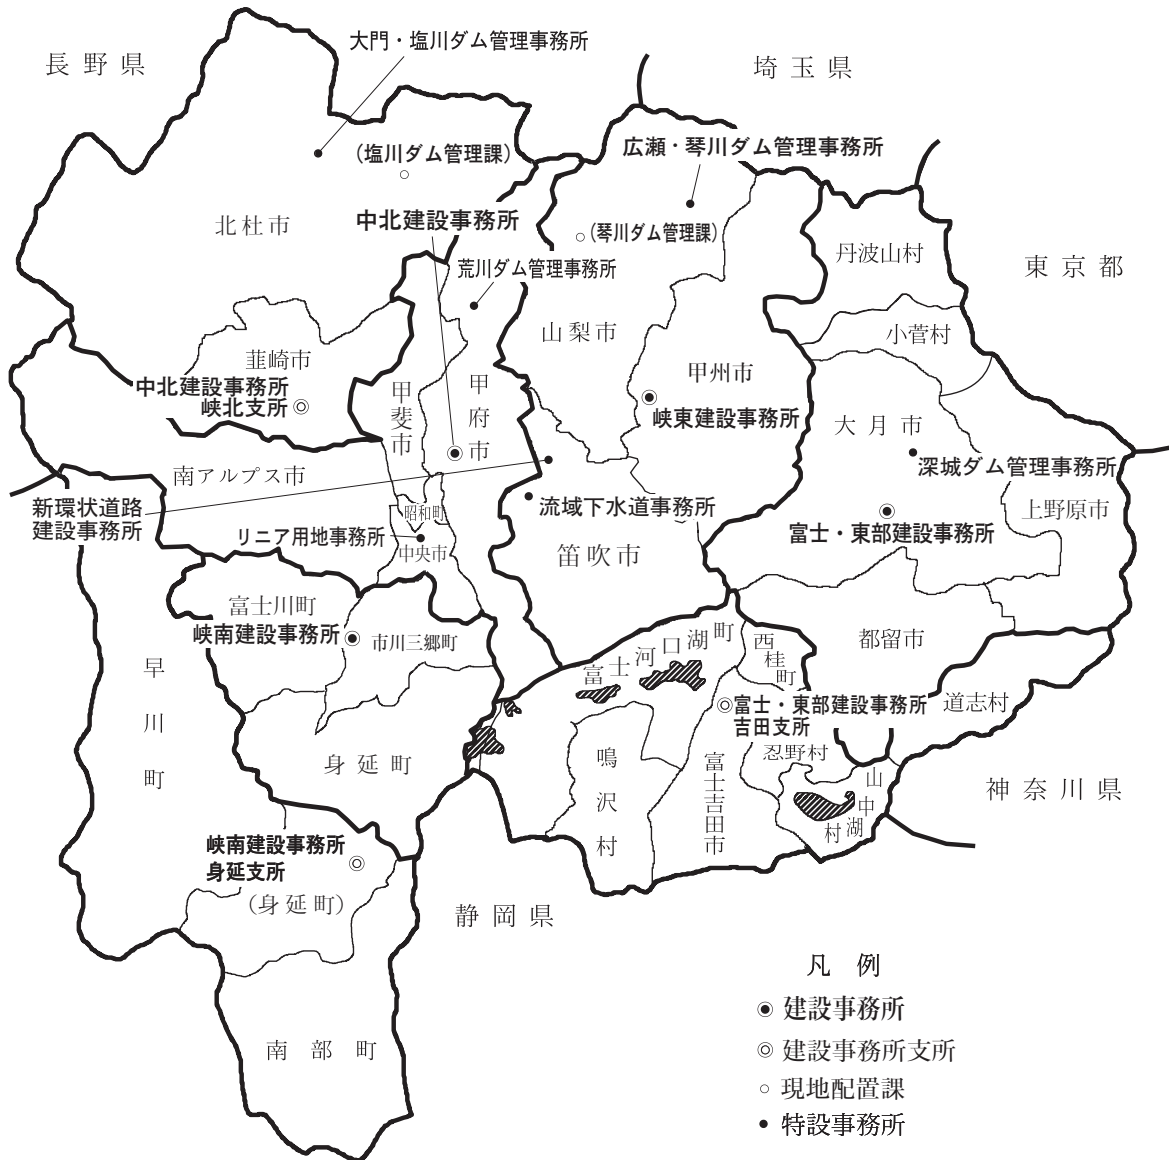 長野県
大門・塩川ダム管理事務所
埼玉県
(塩川ダム管理課)
広瀬・琴川ダム管理事務所
北杜市
中北建設事務所
(琴川ダム管理課)
丹波山村
東京都
荒川ダム管理事務所
山梨市
小菅村
韮崎市
中北建設事務所
峡北支所
甲斐市
甲府市
甲州市
峡東建設事務所
大月市
深城ダム管理事務所
南アルプス市
新環状道路
建設事務所
昭和町
流域下水道事務所
上野原市
リニア用地事務所
中央市
笛吹市
富士・東部建設事務所
富士川町
峡南建設事務所
市川三郷町
富士河口湖町
西桂町
都留市
早川町
道志村
富士・東部建設事務所
吉田支所
身延町
鳴沢村
富士吉田市
忍野村
山中湖村
神奈川県
峡南建設事務所
身延支所
(身延町)
静岡県
南部町
凡例
建設事務所
建設事務所支所
現地配置課
特設事務所